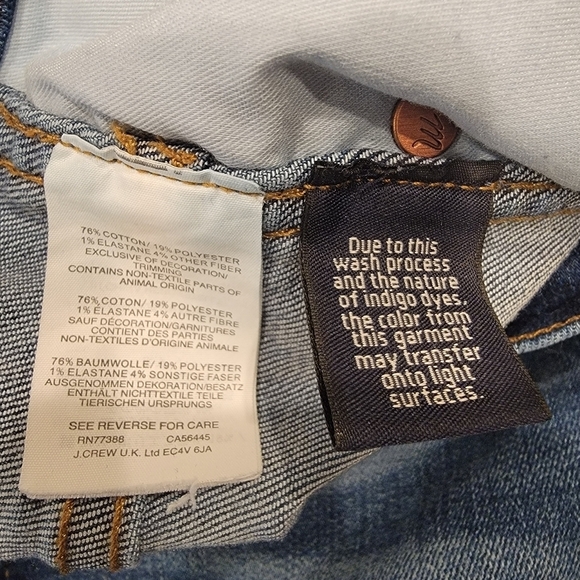 76% COTTON/ 19% POLYESTER
1% ELASTANE 4% OTHER FIBER
EXCLUSIVE OF DECORATION/
TRIMMING
CONTAINS NON-TEXTILE PARTS OF
ANIMAL ORIGIN
76% COTON/ 19% POLYESTER
1% ÉLASTANE 4% AUTRE FIBRE
SAUF DÉCORATION/GARNITURES
CONTIENT DES PARTIES
NON-TEXTILES D'ORIGINE ANIMALE
76% BAUMWOLLE/ 19% POLYESTER
1% ELASTANE 4% SONSTIGE FASER
AUSGENOMMEN DEKORATION/BESATZ
ENTHÄLT NICHTTEXTILE TEILE
TIERISCHEN URSPRUNGS
SEE REVERSE FOR CARE
RN77388 CA56445
J.CREW U.K. Ltd EC4V 6JA
Due to this
wash process
and the nature
of indigo dyes,
the color from
this garment
may transfer
onto light
surfaces.